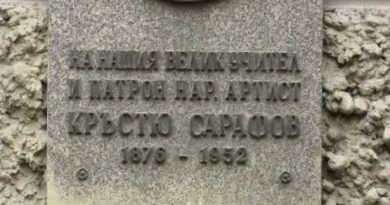 НА НАШИЯ ВЕЛИК УЧИТЕЛ
И ПАТРОН НАР. АРТИСТ
КРЪСТЮ САРАФОВ
1876 - 1952